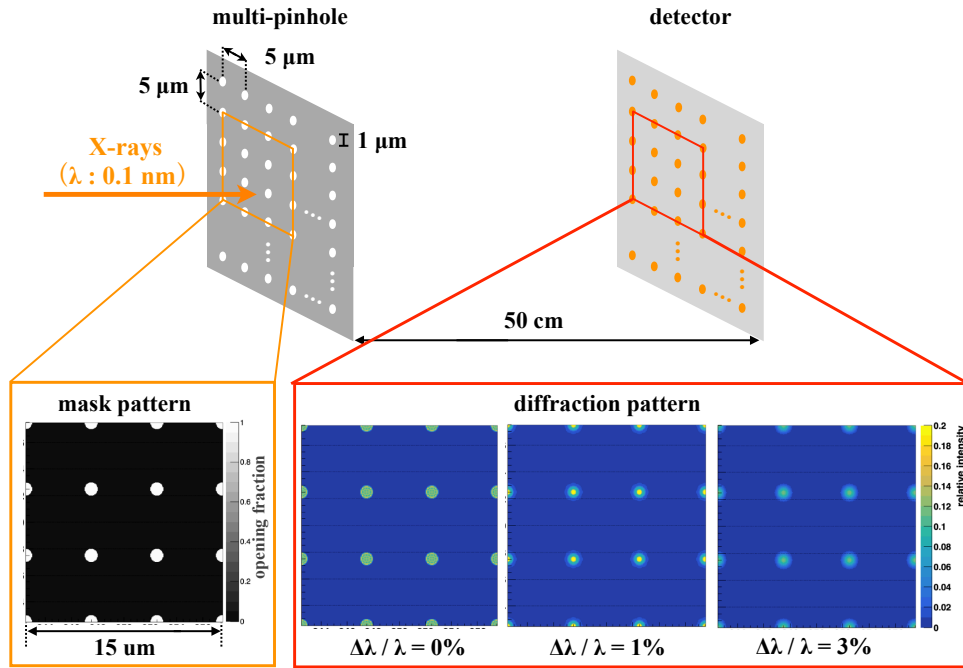 multi-pinhole
detector
5 μm
5 μm
1 μm
X-rays
(λ : 0.1 nm)
50 cm
mask pattern
diffraction pattern
1
0.8
0.6
0.4
0.2
0
opening fraction
0.2
0.18
0.16
0.14
0.12
0.1
0.08
0.06
0.04
0.02
0
relative intensity
15 um
Δλ / λ = 0%
Δλ / λ = 1%
Δλ / λ = 3%